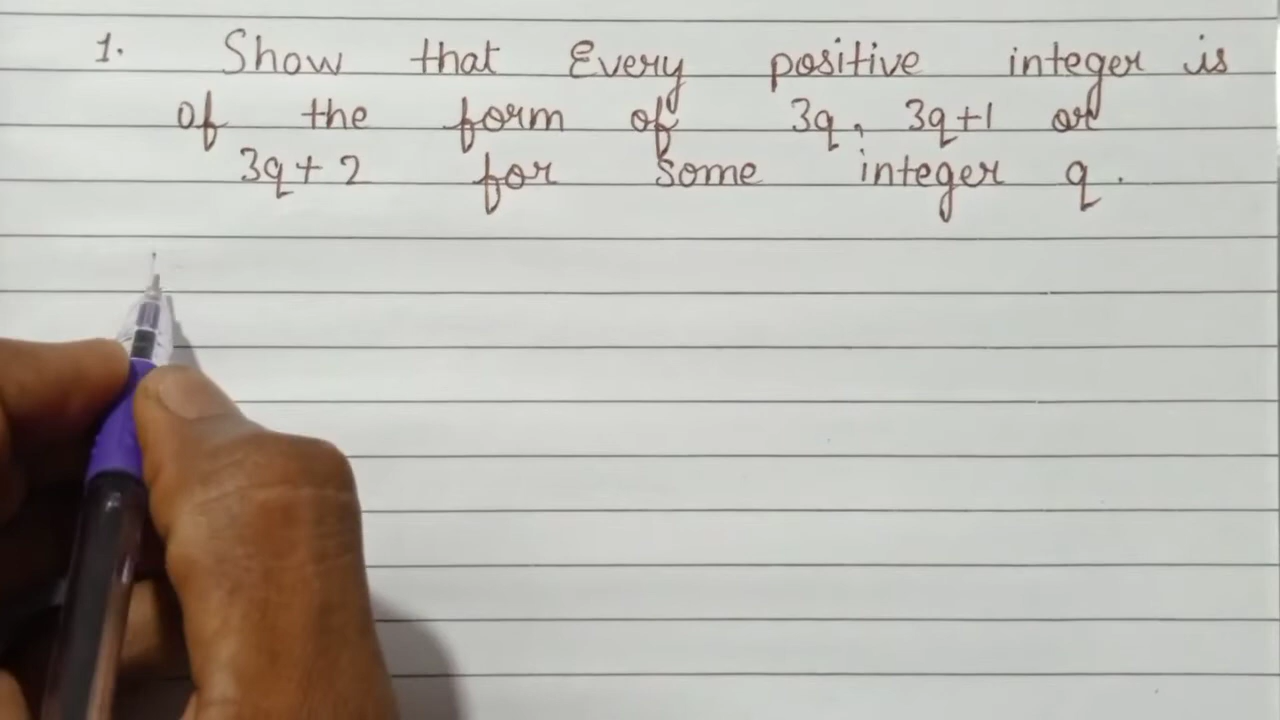 1. Show that Every positive integer is
of the form of 3q, 3q+1 or
3q+2 for some integer q.